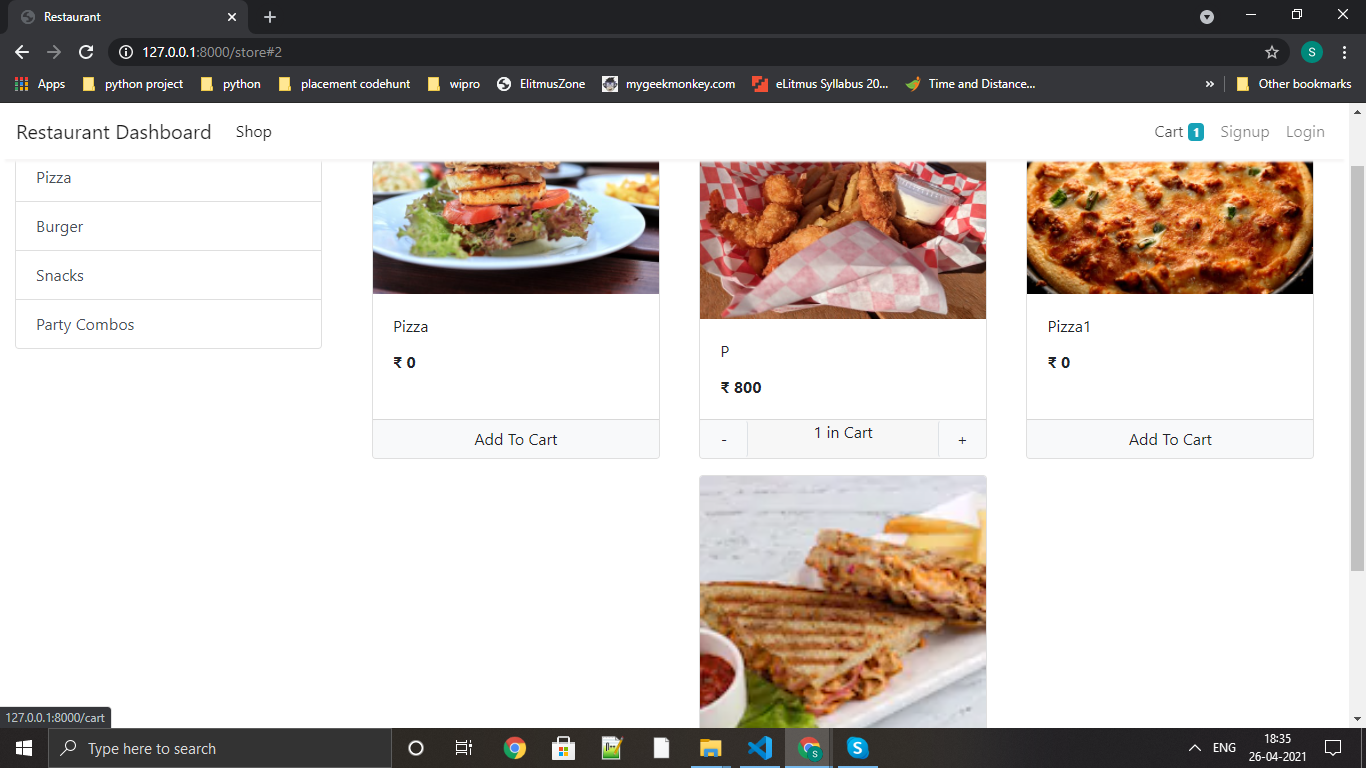 Restaurant
127.0.0.1:8000/store#2
S
Apps python project python placement codehunt wipro ElitmusZone mygeekmonkey.com eLitmus Syllabus 20... Time and Distance... » Other bookmarks
Restaurant Dashboard Shop Cart 1 Signup Login
Pizza
Burger
Snacks
Party Combos
Pizza
₹ 0
Add To Cart
P
₹ 800
- 1 in Cart +
Pizza1
₹ 0
Add To Cart
127.0.0.1:8000/cart
Type here to search
ENG
18:35
26-04-2021